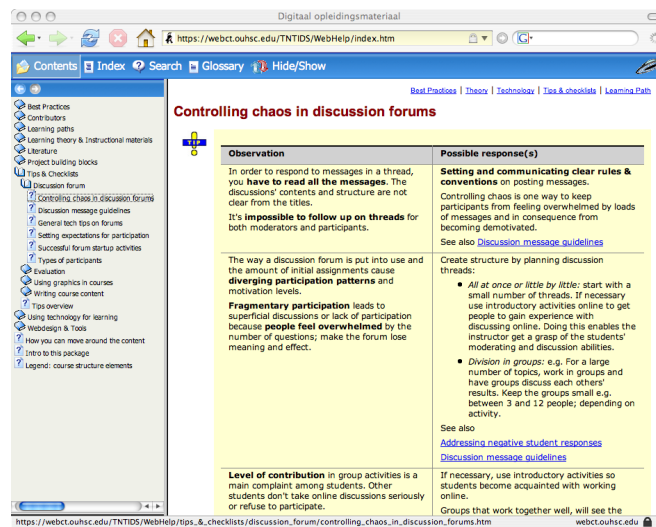 Digitaal opleidingsmateriaal
https://webct.ouhsc.edu/TNTIDS/WebHelp/index.htm
G
Contents Index Search Glossary Hide/Show
Best Practices | Theory | Technology | Tips & checklists | Learning Path
Best Practices
Contributors
Learning paths
Learning theory & Instructional materials
Literature
Project building blocks
Tips & Checklists
Discussion forum
Controlling chaos in discussion forums
Discussion message guidelines
General tech tips on forums
Setting expectations for participation
Successful forum startup activities
Types of participants
Evaluation
Using graphics in courses
Writing course content
Tips overview
Using technology for learning
Webdesign & Tools
How you can move around the content
Intro to this package
Legend: course structure elements
Controlling chaos in discussion forums
TIP
Observation
Possible response(s)
In order to respond to messages in a thread,
you have to read all the messages. The
discussions' contents and structure are not
clear from the titles.
It's impossible to follow up on threads for
both moderators and participants.
Setting and communicating clear rules &
conventions on posting messages.
Controlling chaos is one way to keep
participants from feeling overwhelmed by loads
of messages and in consequence from
becoming demotivated.
See also Discussion message guidelines
The way a discussion forum is put into use and
the amount of initial assignments cause
diverging participation patterns and
motivation levels.
Fragmentary participation leads to
superficial discussions or lack of participation
because people feel overwhelmed by the
number of questions; make the forum lose
meaning and effect.
Create structure by planning discussion
threads:
All at once or little by little: start with a
small number of threads. If necessary
use introductory activities online to get
people to gain experience with
discussing online. Doing this enables the
instructor get a grasp of the students'
moderating and discussion abilities.
Division in groups: e.g. For a large
number of topics, work in groups and
have groups discuss each others'
results. Keep the groups small e.g.
between 3 and 12 people; depending on
activity.
See also
Addressing negative student responses
Discussion message guidelines
Level of contribution in group activities is a
main complaint among students. Other
students don't take online discussions seriously
or refuse to participate.
If necessary, use introductory activities so
students become acquainted with working
online.
Groups that work together well, will see the
https://webct.ouhsc.edu/TNTIDS/WebHelp/tips_&_checklists/discussion_forum/controlling_chaos_in_discussion_forums.htm
webct.ouhsc.edu